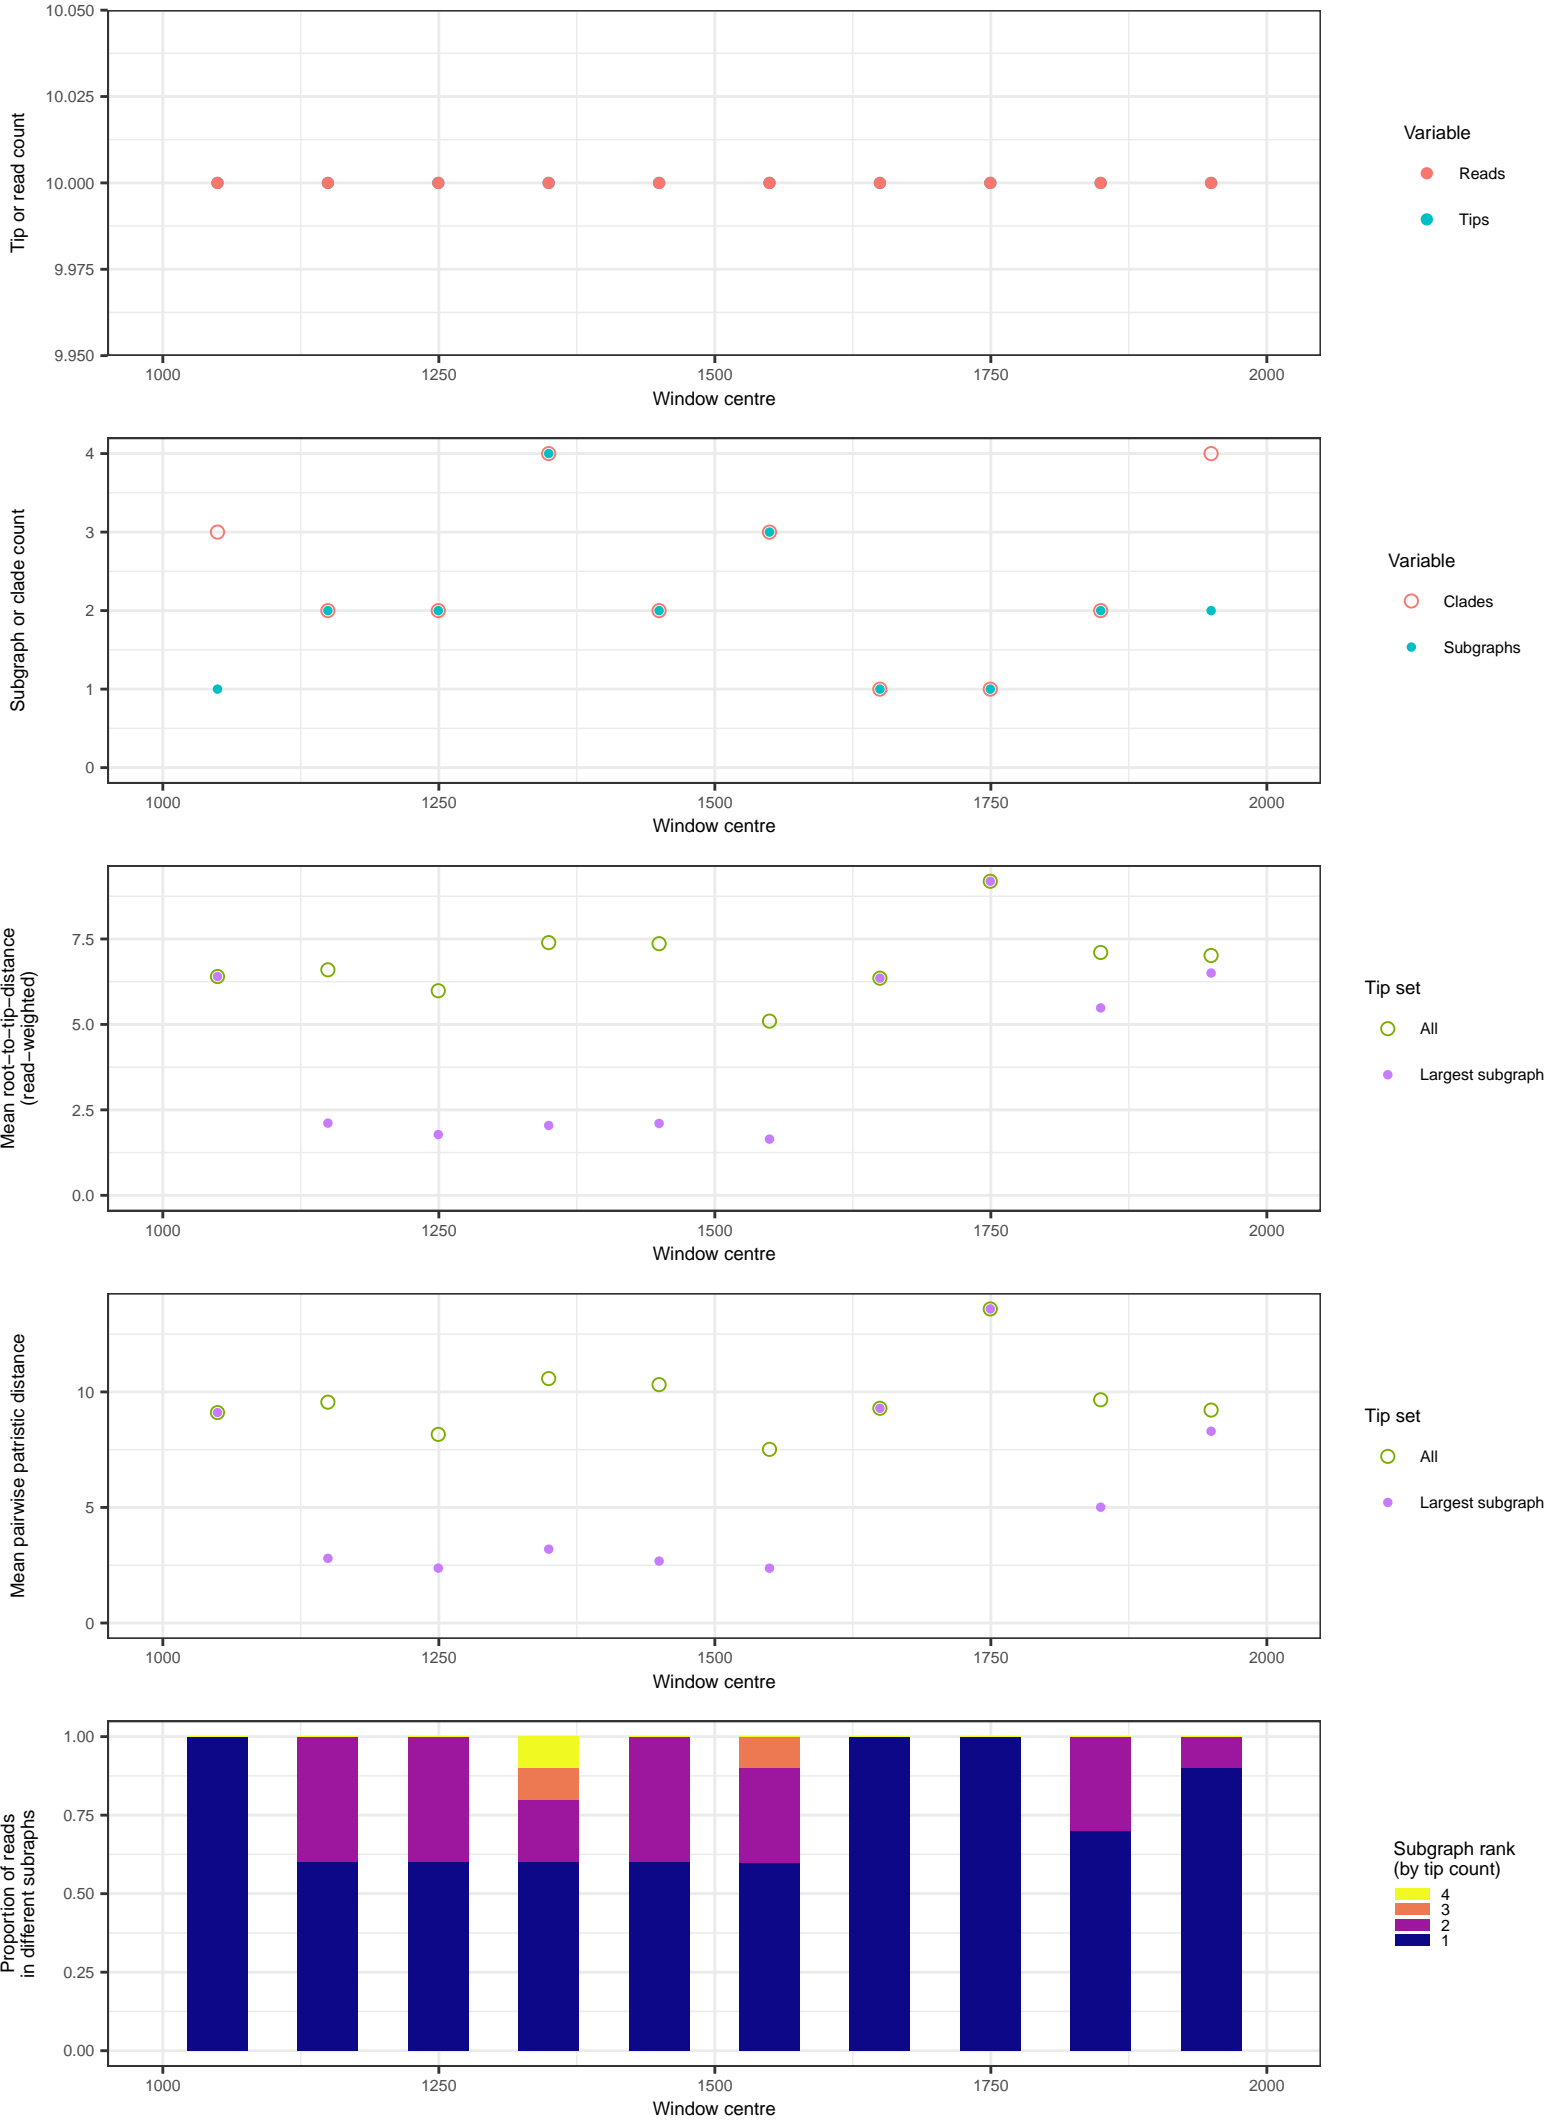 10.050
10.025
10.000
9.975
9.950
1000 1250 1500 1750 2000
Window centre
Tip or read count
Variable
Reads
Tips
4
3
2
1
0
1000 1250 1500 1750 2000
Window centre
Subgraph or clade count
Variable
Clades
Subgraphs
7.5
5.0
2.5
0.0
1000 1250 1500 1750 2000
Window centre
Mean root−to−tip−distance
(read−weighted)
Tip set
All
Largest subgraph
10
5
0
1000 1250 1500 1750 2000
Window centre
Mean pairwise patristic distance
Tip set
All
Largest subgraph
1.00
0.75
0.50
0.25
0.00
1000 1250 1500 1750 2000
Window centre
Proportion of reads
in different subraphs
Subgraph rank
(by tip count)
4
3
2
1